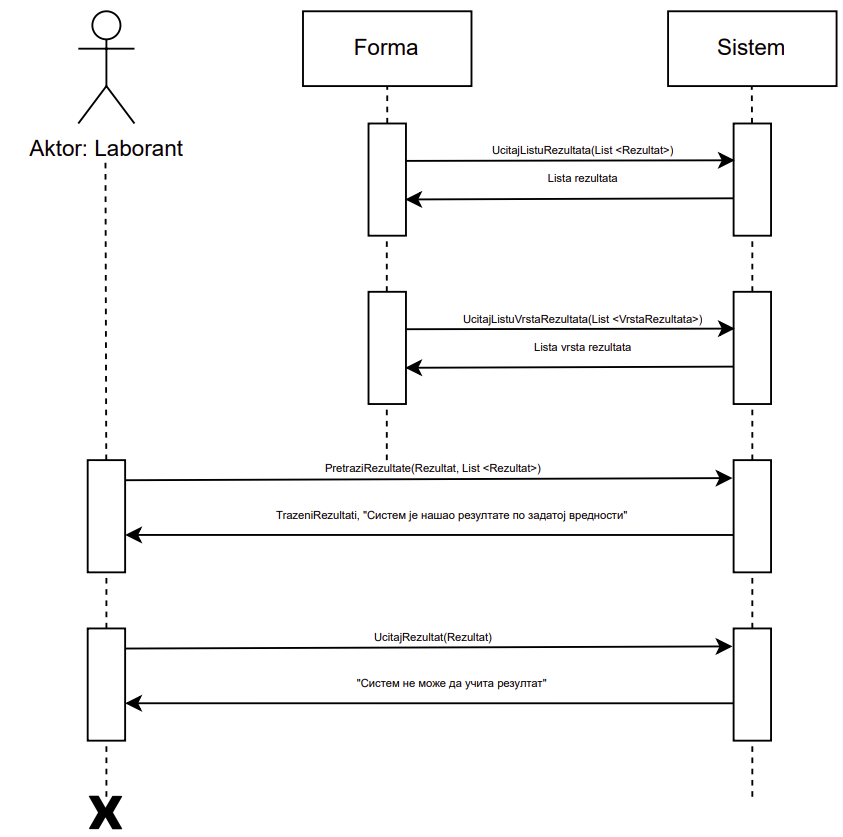 Forma
Sistem
Aktor: Laborant
UcitajListuRezultata(List <Rezultat>)
Lista rezultata
UcitajListuVrstaRezultata(List <VrstaRezultata>)
Lista vrsta rezultata
PretraziRezultate(Rezultat, List <Rezultat>)
TrazeniRezultati, "Систем је нашао резултате по задатој вредности"
UcitajRezultat(Rezultat)
"Систем не може да учита резултат"